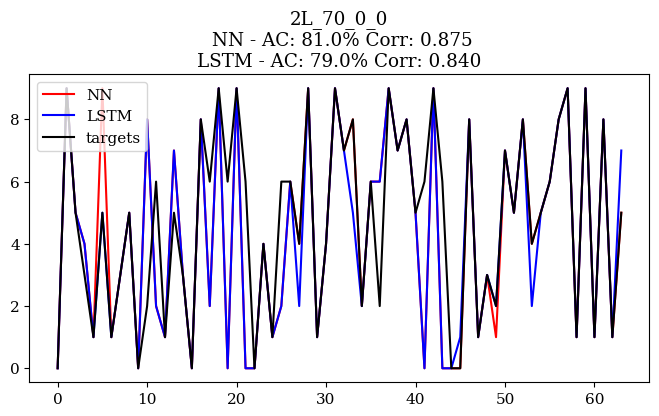 2L_70_0_0
NN - AC: 81.0% Corr: 0.875
LSTM - AC: 79.0% Corr: 0.840
NN
LSTM
targets
8
6
4
2
0
0 10 20 30 40 50 60